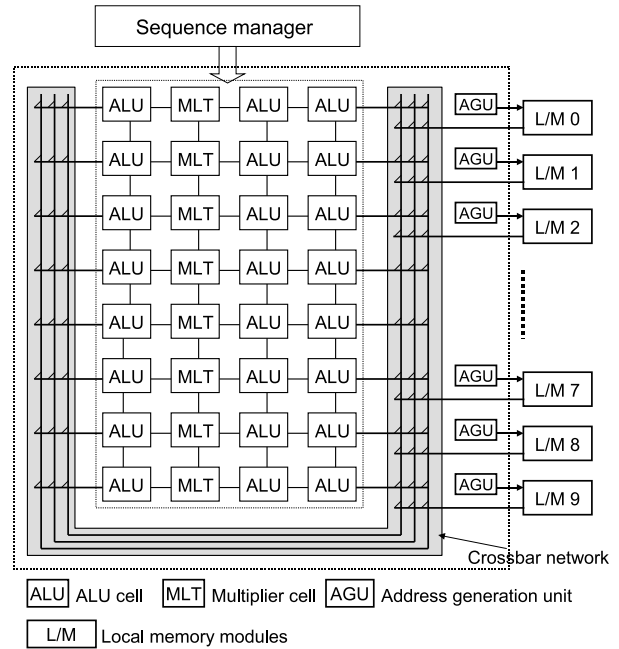 Sequence manager
ALU MLT ALU ALU AGU L/M 0
ALU MLT ALU ALU AGU L/M 1
ALU MLT ALU ALU AGU L/M 2
ALU MLT ALU ALU
ALU MLT ALU ALU
ALU MLT ALU ALU AGU L/M 7
ALU MLT ALU ALU AGU L/M 8
ALU MLT ALU ALU AGU L/M 9
Crossbar network
ALU ALU cell MLT Multiplier cell AGU Address generation unit
L/M Local memory modules